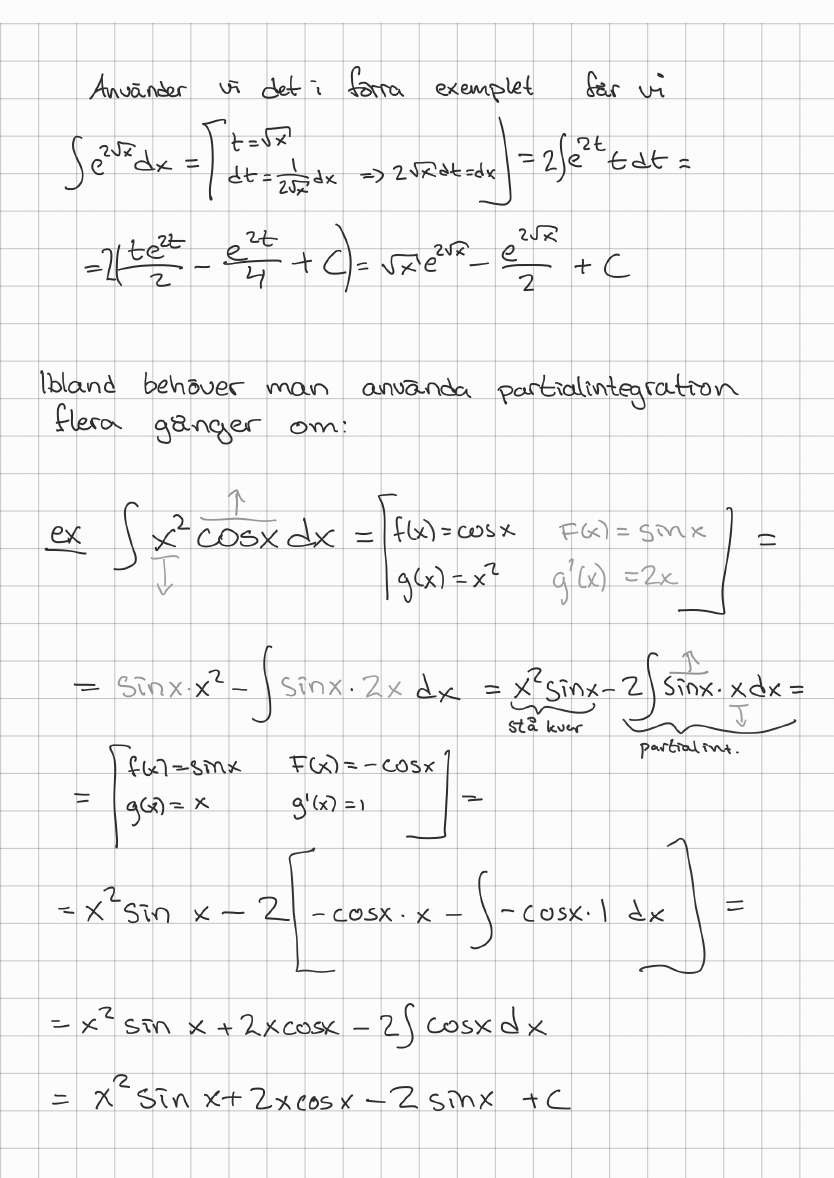 Använder vi det i förra exemplet får vi
∫e^{2√x} dx = [t = √x
dt = 1/(2√x) dx => 2√x dt = dx] = 2∫e^{2t} t dt =
= 2(te^{2t}/2 - e^{2t}/4 + C) = √x e^{2√x} - e^{2√x}/2 + C
Ibland behöver man använda partialintegration
flera gånger om:
ex ∫ x² cosx dx = [f(x) = cosx F(x) = sinx
g(x) = x² g'(x) = 2x] =
= sinx · x² - ∫ sinx · 2x dx = x² sinx - 2∫ sinx · x dx =
stå kvar
partialint.
= [f(x) = sinx F(x) = -cosx
g(x) = x g'(x) = 1] =
= x² sin x - 2[-cosx · x - ∫ -cosx · 1 dx] =
= x² sin x + 2x cosx - 2∫ cosx dx
= x² sin x + 2x cos x - 2 sinx + C